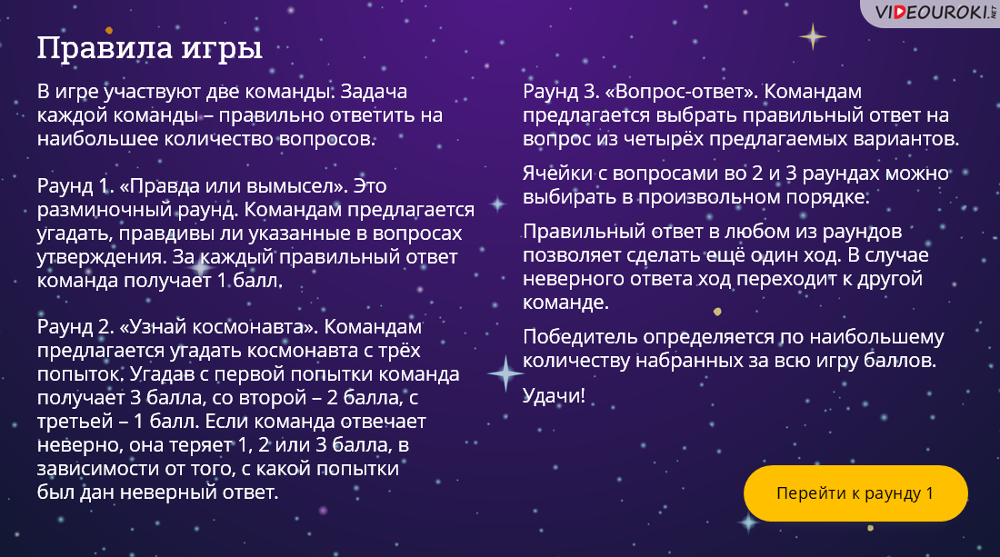 VIDEOUROKI.NET
Правила игры
В игре участвуют две команды. Задача
каждой команды – правильно ответить на
наибольшее количество вопросов.
Раунд 1. «Правда или вымысел». Это
разминочный раунд. Командам предлагается
угадать, правдивы ли указанные в вопросах
утверждения. За каждый правильный ответ
команда получает 1 балл.
Раунд 2. «Узнай космонавта». Командам
предлагается угадать космонавта с трёх
попыток. Угадав с первой попытки команда
получает 3 балла, со второй – 2 балла, с
третьей – 1 балл. Если команда отвечает
неверно, она теряет 1, 2 или 3 балла, в
зависимости от того, с какой попытки
был дан неверный ответ.
Раунд 3. «Вопрос-ответ». Командам
предлагается выбрать правильный ответ на
вопрос из четырёх предлагаемых вариантов.
Ячейки с вопросами во 2 и 3 раундах можно
выбирать в произвольном порядке.
Правильный ответ в любом из раундов
позволяет сделать ещё один ход. В случае
неверного ответа ход переходит к другой
команде.
Победитель определяется по наибольшему
количеству набранных за всю игру баллов.
Удачи!
Перейти к раунду 1